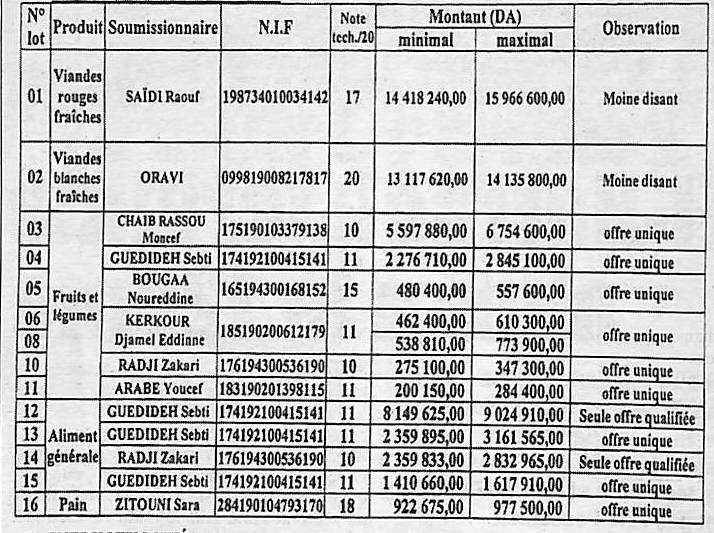 N° lot Produit Soumissionnaire N.I.F Note tech./20 Montant (DA) minimal maximal Observation
01 Viandes rouges fraîches SAÏDI Raouf 198734010034142 17 14 418 240,00 15 966 600,00 Moine disant
02 Viandes blanches fraîches ORAVI 099819008217817 20 13 117 620,00 14 135 800,00 Moine disant
03 Fruits et légumes CHAIB RASSOU Moncef 175190103379138 10 5 597 880,00 6 754 600,00 offre unique
04 GUEDIDEH Sebti 174192100415141 11 2 276 710,00 2 845 100,00 offre unique
05 BOUGAA Noureddine 165194300168152 15 480 400,00 557 600,00 offre unique
06 KERKOUR Djamel Eddinne 185190200612179 11 462 400,00 610 300,00 offre unique
08 538 810,00 773 900,00
10 RADJI Zakari 176194300536190 10 275 100,00 347 300,00 offre unique
11 ARABE Youcef 183190201398115 11 200 150,00 284 400,00 offre unique
12 Aliment générale GUEDIDEH Sebti 174192100415141 11 8 149 625,00 9 024 910,00 Seule offre qualifiée
13 GUEDIDEH Sebti 174192100415141 11 2 359 895,00 3 161 565,00 offre unique
14 RADJI Zakari 176194300536190 10 2 359 833,00 2 832 965,00 Seule offre qualifiée
15 GUEDIDEH Sebti 174192100415141 11 1 410 660,00 1 617 910,00 offre unique
16 Pain ZITOUNI Sara 284190104793170 18 922 675,00 977 500,00 offre unique